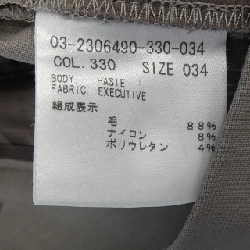 03-2306490-330-034
COL. 330 SIZE 034
BODY HASTE
FABRIC EXECUTIVE
組成表示
毛 88%
ナイロン 8%
ポリウレタン 4%